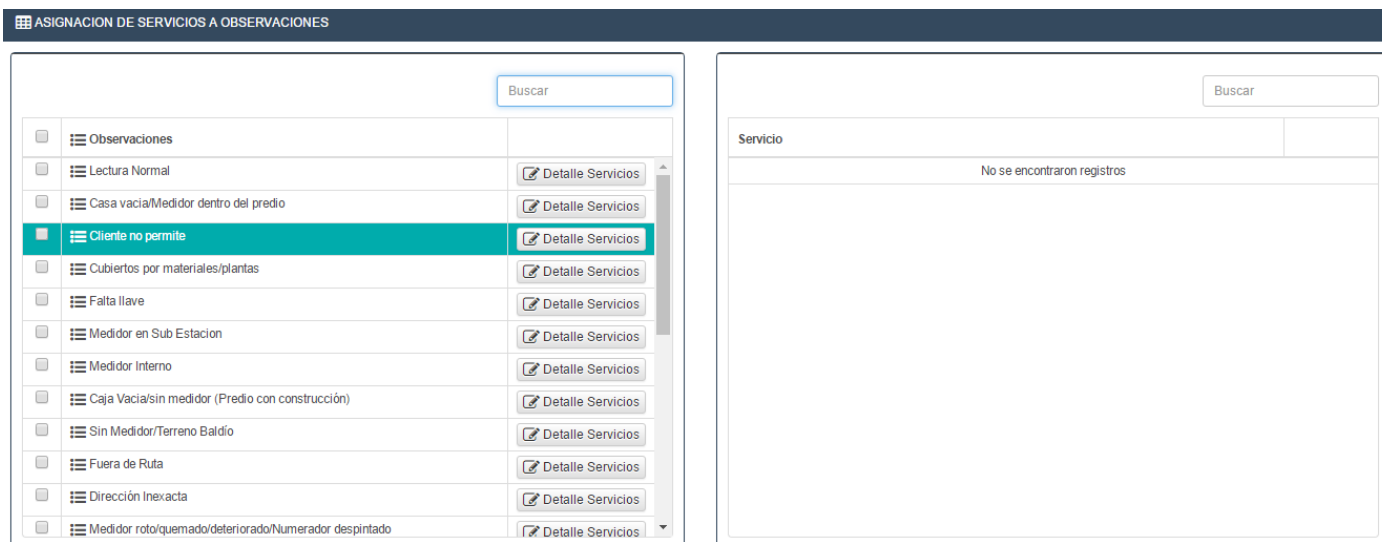 ASIGNACION DE SERVICIOS A OBSERVACIONES
Buscar
Observaciones
Lectura Normal Detalle Servicios
Casa vacia/Medidor dentro del predio Detalle Servicios
Cliente no permite Detalle Servicios
Cubiertos por materiales/plantas Detalle Servicios
Falta llave Detalle Servicios
Medidor en Sub Estacion Detalle Servicios
Medidor Interno Detalle Servicios
Caja Vacia/sin medidor (Predio con construcción) Detalle Servicios
Sin Medidor/Terreno Baldío Detalle Servicios
Fuera de Ruta Detalle Servicios
Dirección Inexacta Detalle Servicios
Medidor roto/quemado/deteriorado/Numerador despintado Detalle Servicios
Buscar
Servicio
No se encontraron registros